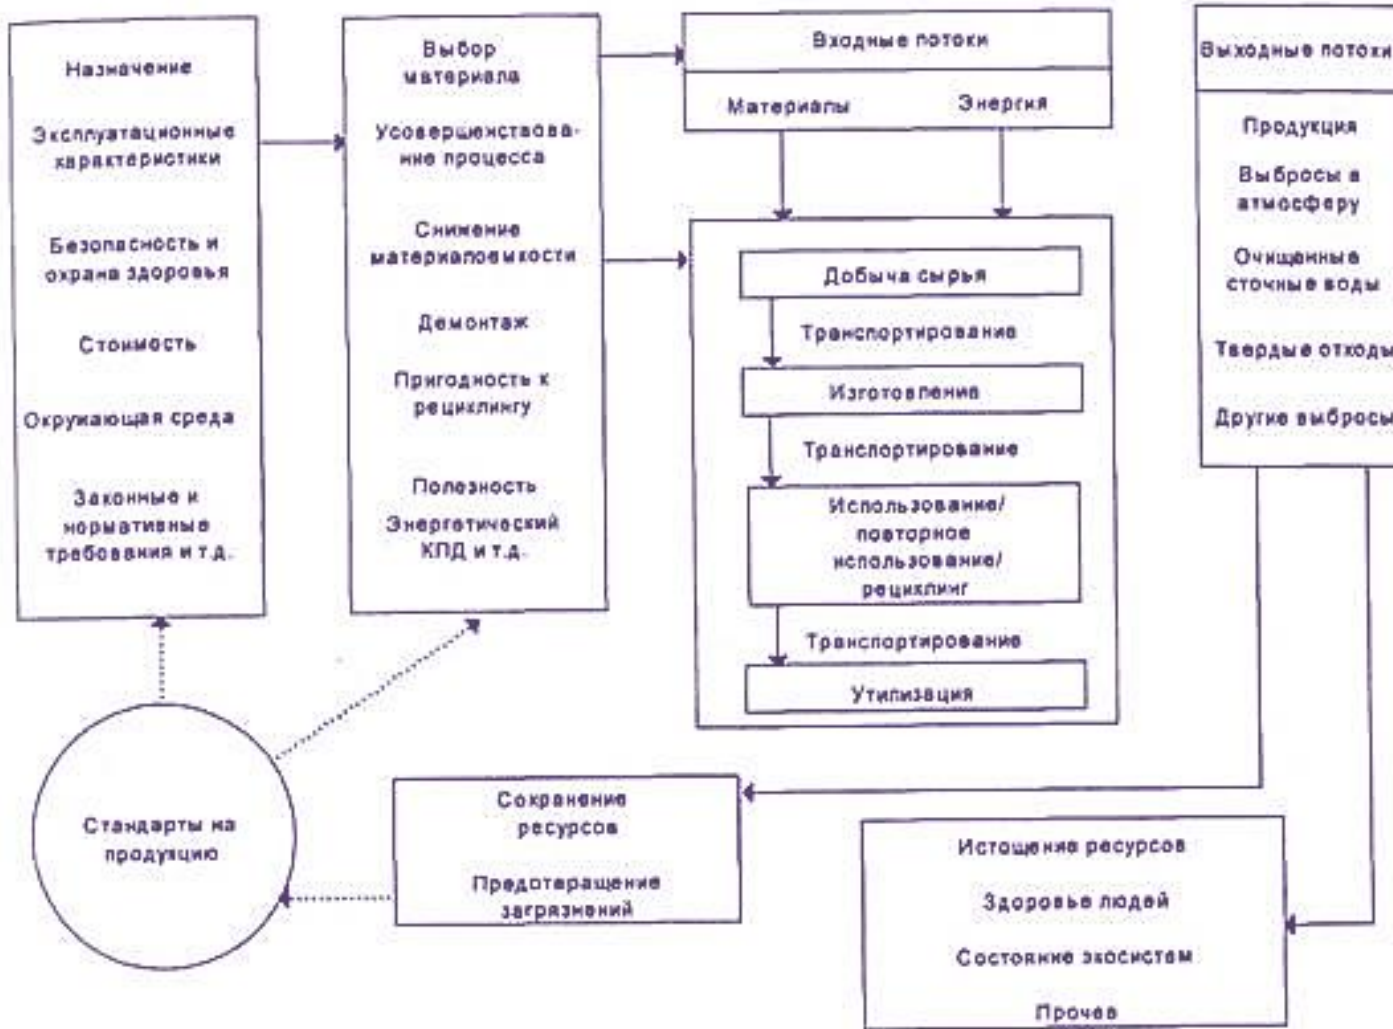 Назначение
Эксплуатационные
характеристики
Безопасность и
охрана здоровья
Стоимость
Окружающая среда
Законные и
нормативные
требования и т.д.
Выбор
материала
Усовершенствова-
ние процесса
Снижение
материалоемкости
Демонтаж
Пригодность к
рециклингу
Полезность
Энергетический
КПД и т.д.
Входные потоки
Материалы
Энергия
Добыча сырья
Транспортирование
Изготовление
Транспортирование
Использование/
повторное
использование/
рециклинг
Транспортирование
Утилизация
Выходные потоки
Продукция
Выбросы в
атмосферу
Очищенные
сточные воды
Твердые отходы
Другие выбросы
Стандарты на
продукцию
Сохранение
ресурсов
Предотвращение
загрязнений
Истощение ресурсов
Здоровье людей
Состояние экосистем
Прочее